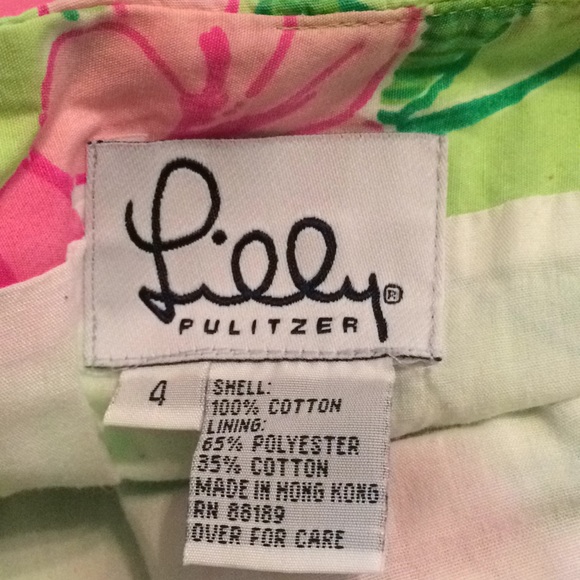 Lilly®
PULITZER
4
SHELL:
100% COTTON
LINING:
65% POLYESTER
35% COTTON
MADE IN HONG KONG
RN 88189
OVER FOR CARE